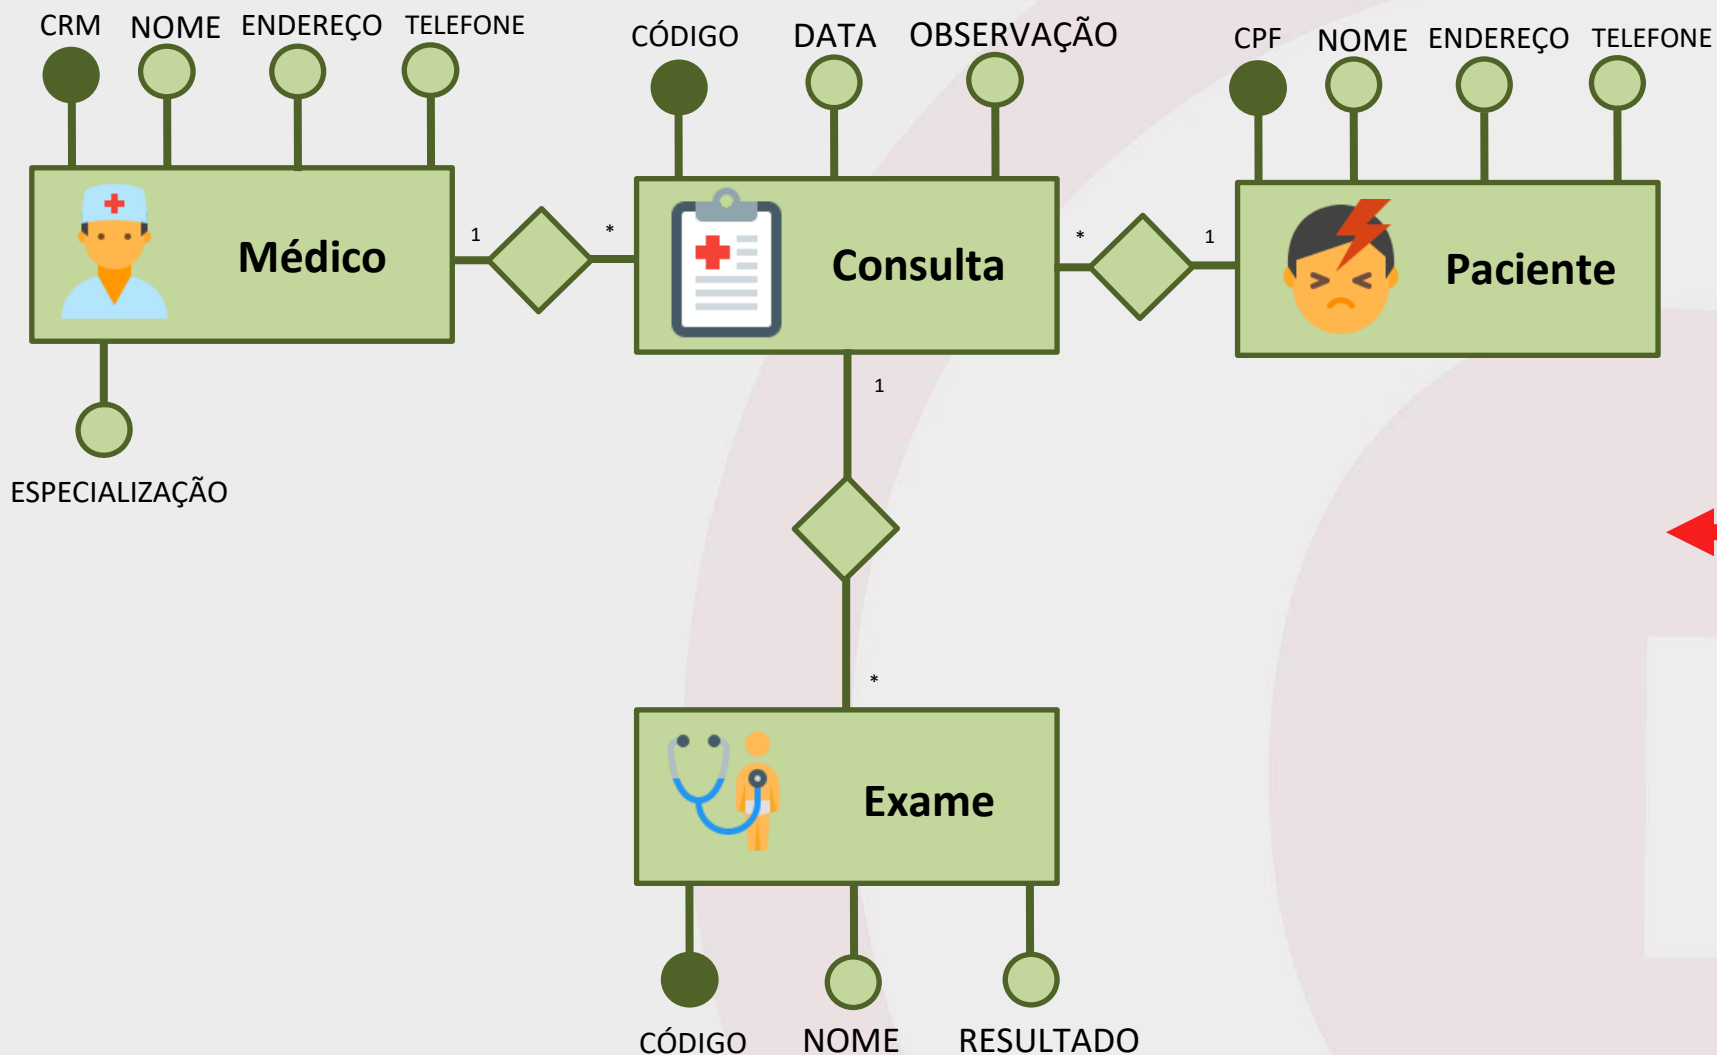 CRM NOME ENDEREÇO TELEFONE
CÓDIGO DATA OBSERVAÇÃO
CPF NOME ENDEREÇO TELEFONE
Médico
1
*
Consulta
*
1
Paciente
1
ESPECIALIZAÇÃO
*
Exame
CÓDIGO NOME RESULTADO